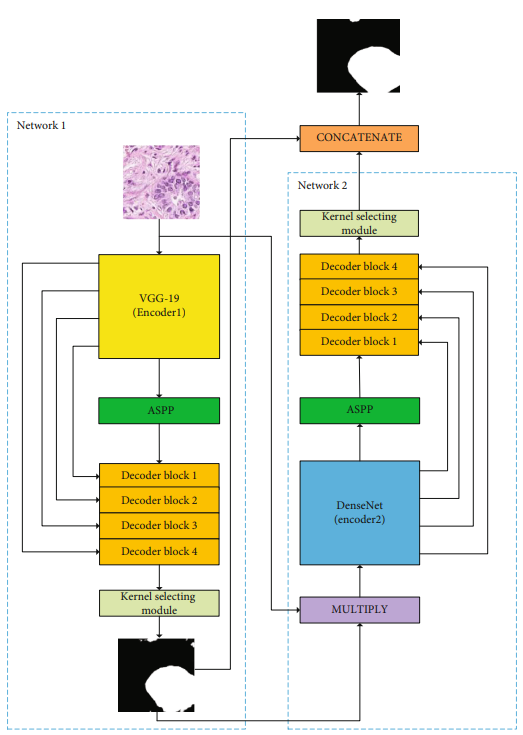 Network 1
VGG-19
(Encoder1)
ASPP
Decoder block 1
Decoder block 2
Decoder block 3
Decoder block 4
Kernel selecting
module
CONCATENATE
Network 2
Kernel selecting
module
Decoder block 4
Decoder block 3
Decoder block 2
Decoder block 1
ASPP
DenseNet
(encoder2)
MULTIPLY